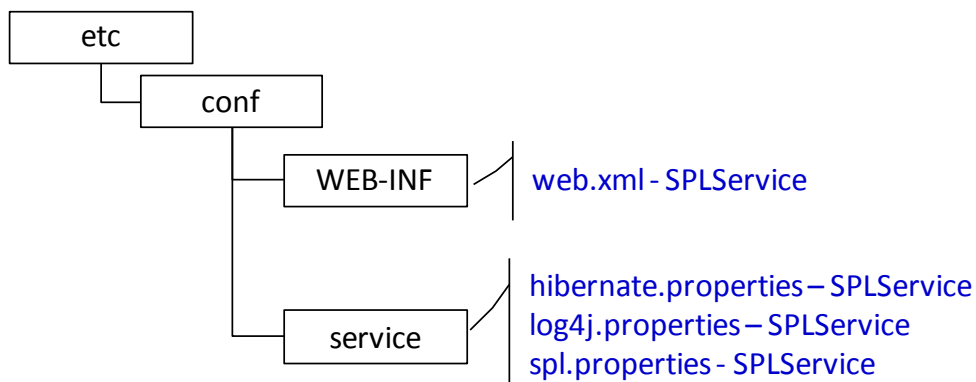 etc
conf
WEB-INF
web.xml - SPLService
hibernate.properties – SPLService
log4j.properties – SPLService
service
spl.properties - SPLService